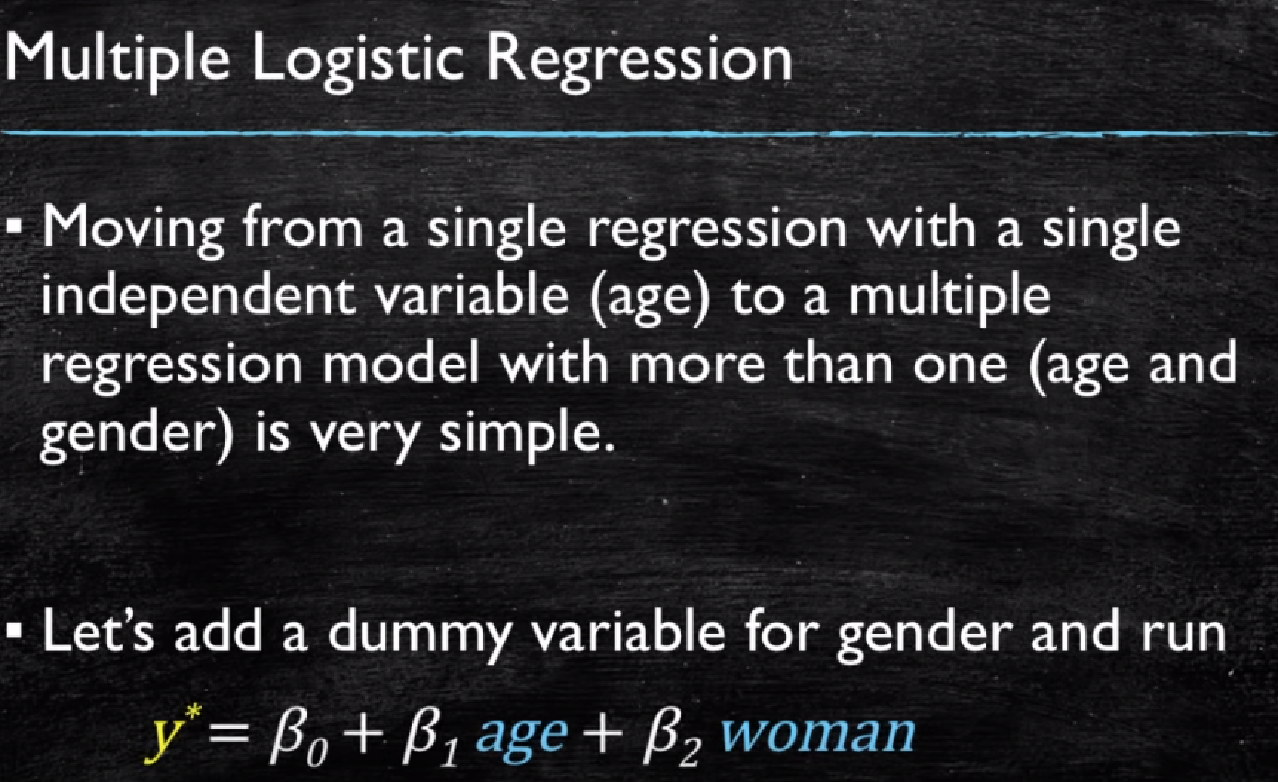 Multiple Logistic Regression
▪ Moving from a single regression with a single
independent variable (age) to a multiple
regression model with more than one (age and
gender) is very simple.
▪ Let’s add a dummy variable for gender and run
y* = β₀ + β₁ age + β₂ woman